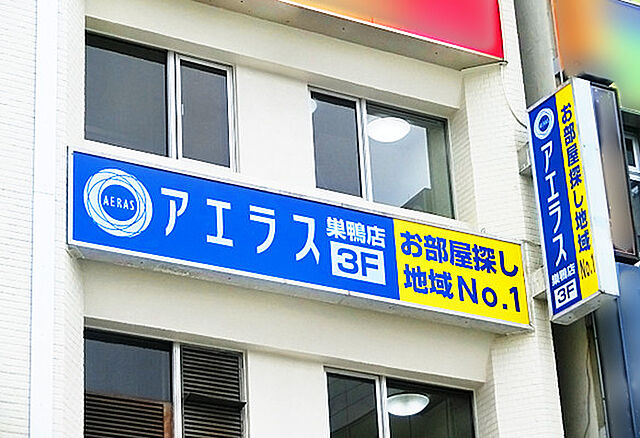 AERAS
アエラス
巣鴨店
3F
お部屋探し
地域No.1
アエラス
巣鴨店
3F
お部屋探し地域No.1